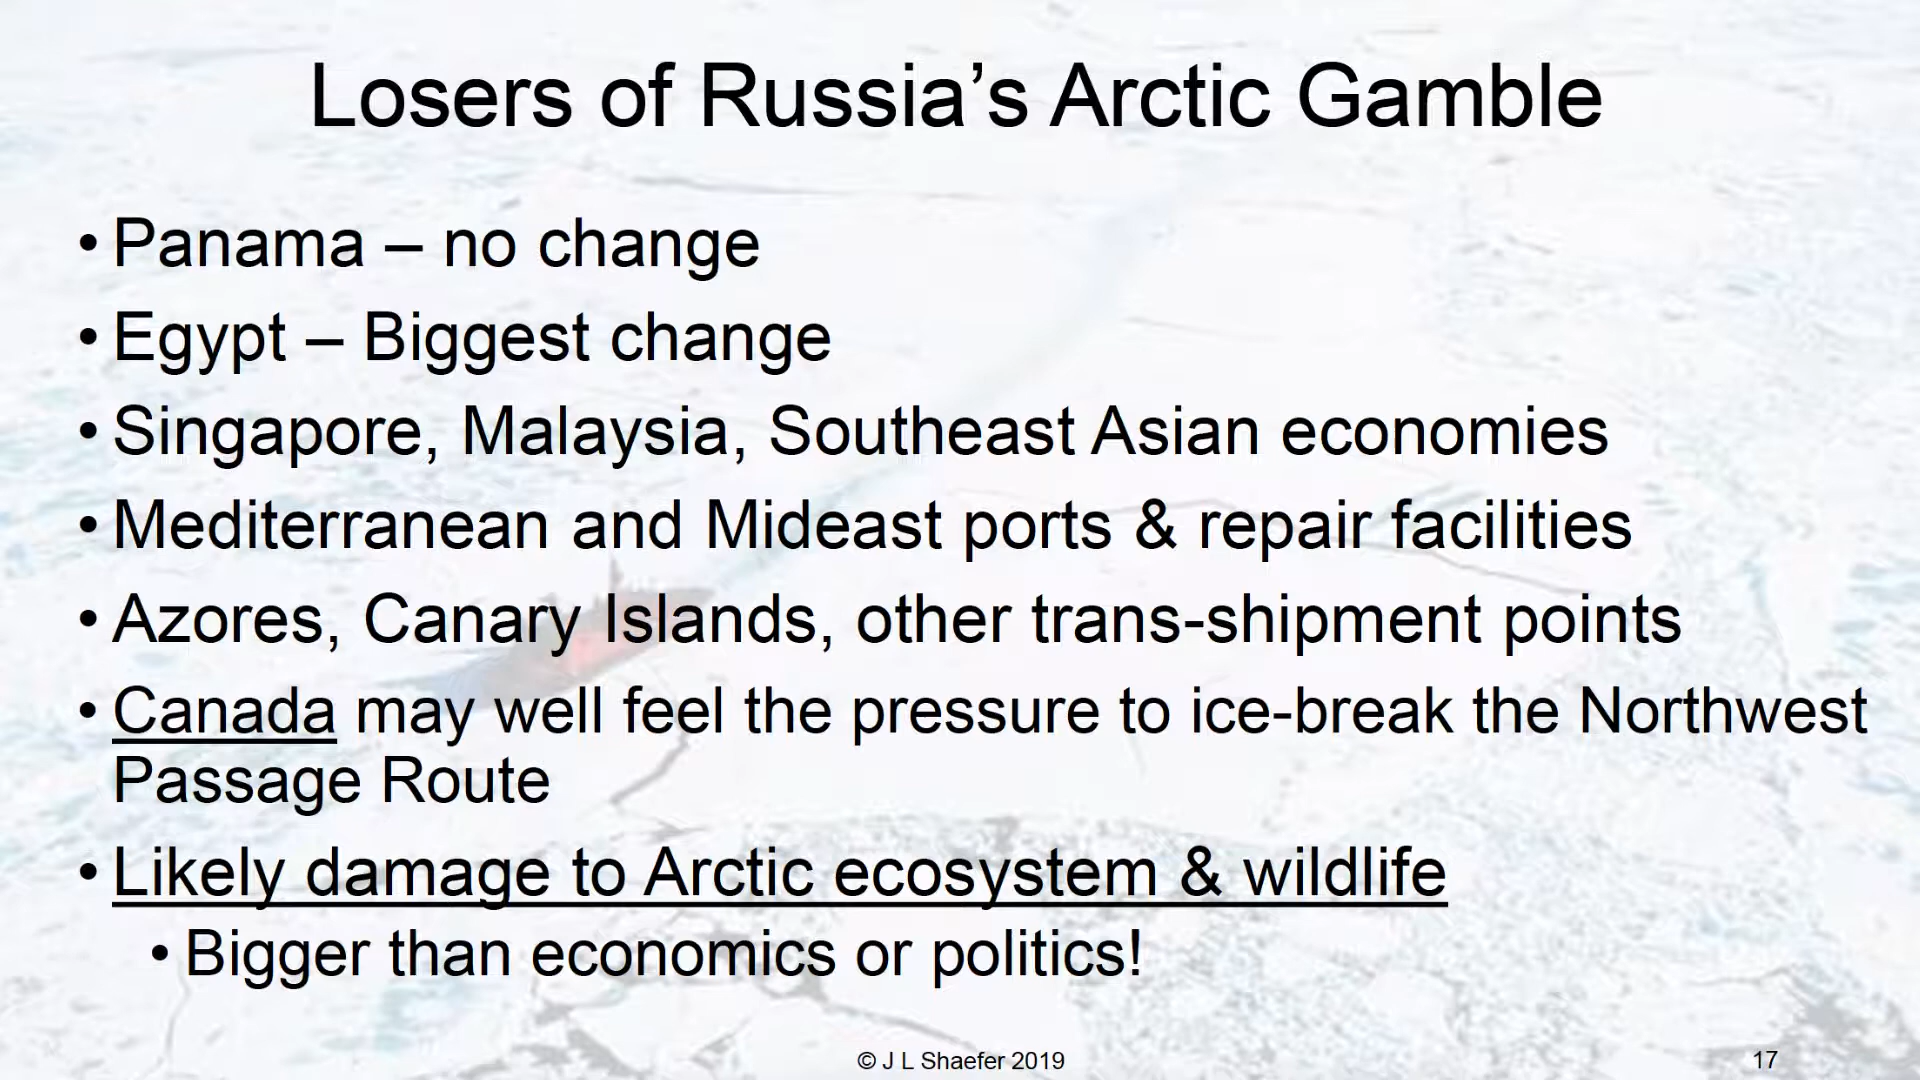 Losers of Russia’s Arctic Gamble
• Panama – no change
• Egypt – Biggest change
• Singapore, Malaysia, Southeast Asian economies
• Mediterranean and Mideast ports & repair facilities
• Azores, Canary Islands, other trans-shipment points
• Canada may well feel the pressure to ice-break the Northwest
Passage Route
• Likely damage to Arctic ecosystem & wildlife
• Bigger than economics or politics!
© J L Shaefer 2019
17